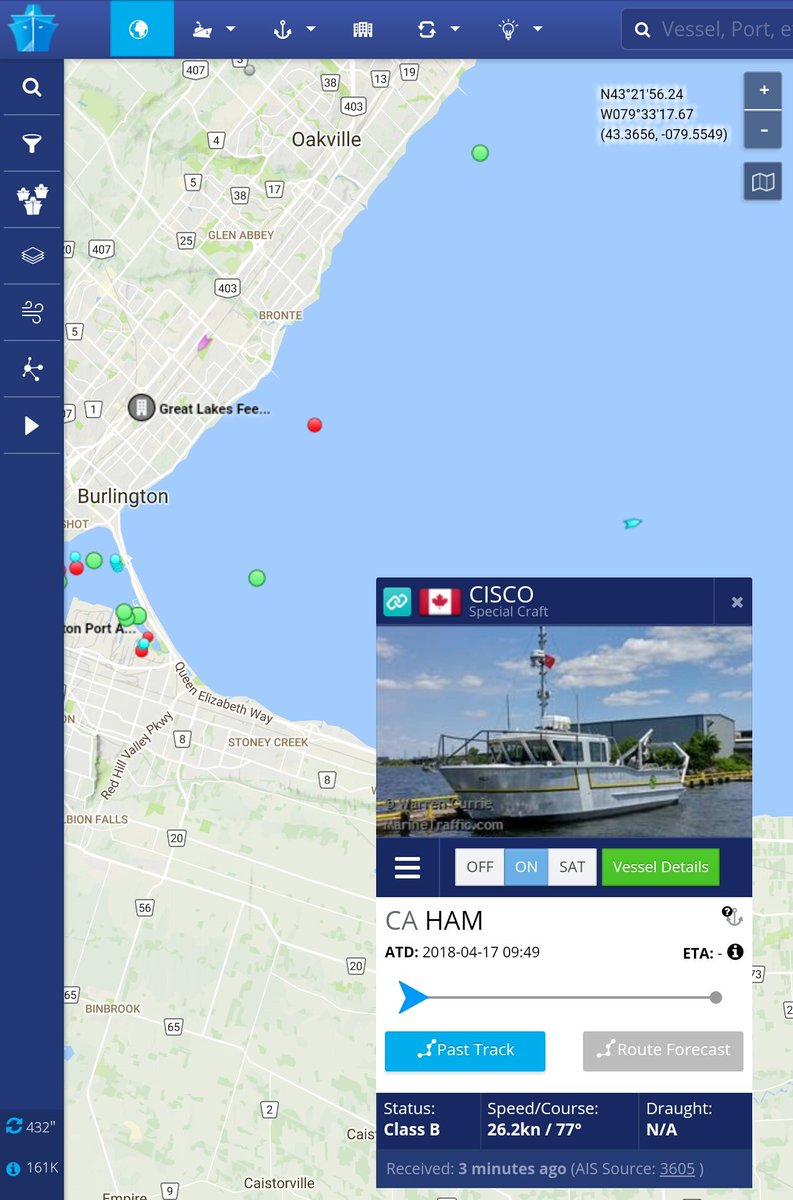 Vessel, Port, e
407
3
38
13
19
403
N43°21'56.24
W079°33'17.67
(43.3656, -079.5549)
+
-
4
Oakville
5
38
17
25
GLEN ABBEY
407
403
BRONTE
5
1
Great Lakes Fee...
Burlington
SHOT
ton Port A...
CISCO
Special Craft
×
Queen Elizabeth Way
Red Hill Valley Pkwy
8
STONEY CREEK
8
LBION FALLS
20
© Warren Currie
MarineTraffic.com
OFF ON SAT Vessel Details
56
CA HAM
ATD: 2018-04-17 09:49 ETA: -
20
65
BINBROOK
65
73
2
Past Track Route Forecast
2
Status: Speed/Course: Draught:
Class B 26.2kn / 77° N/A
432"
Cais
Received: 3 minutes ago (AIS Source: 3605 )
161K
9
Caistorville
Empire